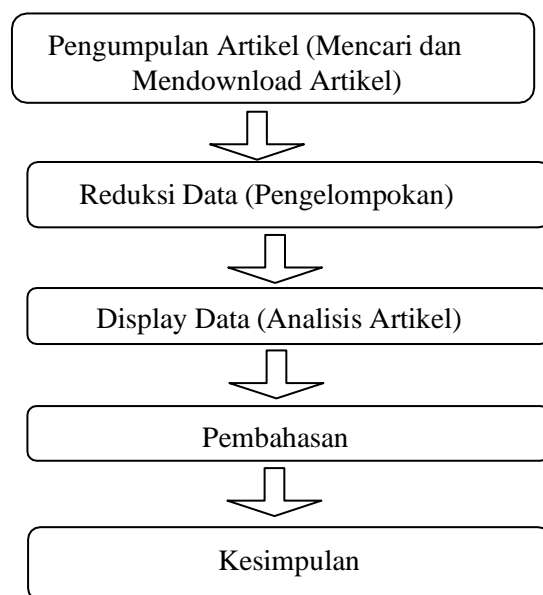 Pengumpulan Artikel (Mencari dan
Mendownload Artikel)
Reduksi Data (Pengelompokan)
Display Data (Analisis Artikel)
Pembahasan
Kesimpulan